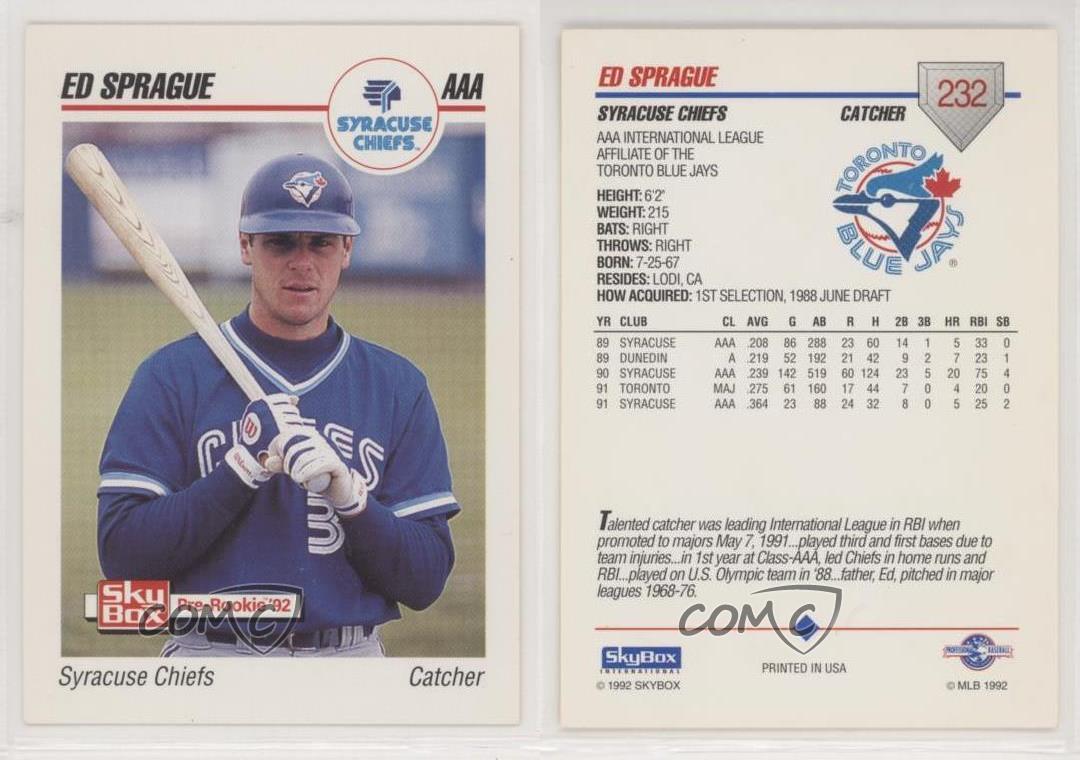 ED SPRAGUE
AAA
SYRACUSE
CHIEFS™
CHIEFS
3
W
SkyBox
Pre-Rookie™'92
COMC
Syracuse Chiefs
Catcher
ED SPRAGUE
232
SYRACUSE CHIEFS CATCHER
AAA INTERNATIONAL LEAGUE
AFFILIATE OF THE
TORONTO BLUE JAYS
TORONTO
BLUE JAYS
®
HEIGHT: 6'2"
WEIGHT: 215
BATS: RIGHT
THROWS: RIGHT
BORN: 7-25-67
RESIDES: LODI, CA
HOW ACQUIRED: 1ST SELECTION, 1988 JUNE DRAFT
YR CLUB CL AVG G AB R H 2B 3B HR RBI SB
89 SYRACUSE AAA .208 86 288 23 60 14 1 5 33 0
89 DUNEDIN A .219 52 192 21 42 9 2 7 23 1
90 SYRACUSE AAA .239 142 519 60 124 23 5 20 75 4
91 TORONTO MAJ .275 61 160 17 44 7 0 4 20 0
91 SYRACUSE AAA .364 23 88 24 32 8 0 5 25 2
Talented catcher was leading International League in RBI when
promoted to majors May 7, 1991...played third and first bases due to
team injuries...in 1st year at Class-AAA, led Chiefs in home runs and
RBI...played on U.S. Olympic team in '88...father, Ed, pitched in major
leagues 1968-76.
COMC
SkyBox
INTERNATIONAL
© 1992 SKYBOX
PRINTED IN USA
PROFESSIONAL BASEBALL
© MLB 1992